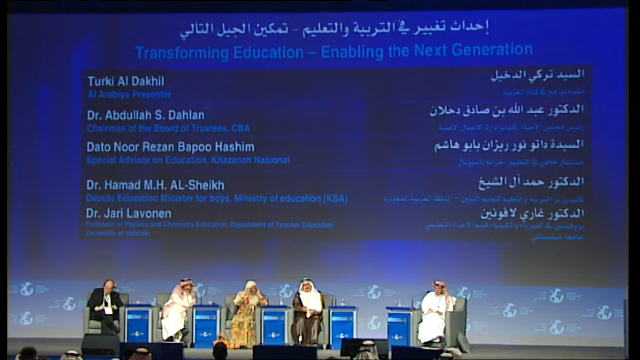 إحداث تغيير في التربية والتعليم - تمكين الجيل التالي
Transforming Education – Enabling the Next Generation
Turki Al Dakhil
السيد تركي الدخيل
Al Arabiya Presenter
Dr. Abdullah S. Dahlan
الدكتور عبد الله بن صادق دحلان
Chairman of the Board of Trustees, CBA
Dato Noor Rezan Bapoo Hashim
السيدة داتو نور ريزان بابو هاشم
Special Advisor on Education, Khazanah Nasional
Dr. Hamad M.H. AL-Sheikh
الدكتور حمد آل الشيخ
Deputy Education Minister for boys, Ministry of education (KSA)
Dr. Jari Lavonen
الدكتور غاري لافونين
Professor of Physics and Chemistry Education, Department of Teacher Education
University of Helsinki